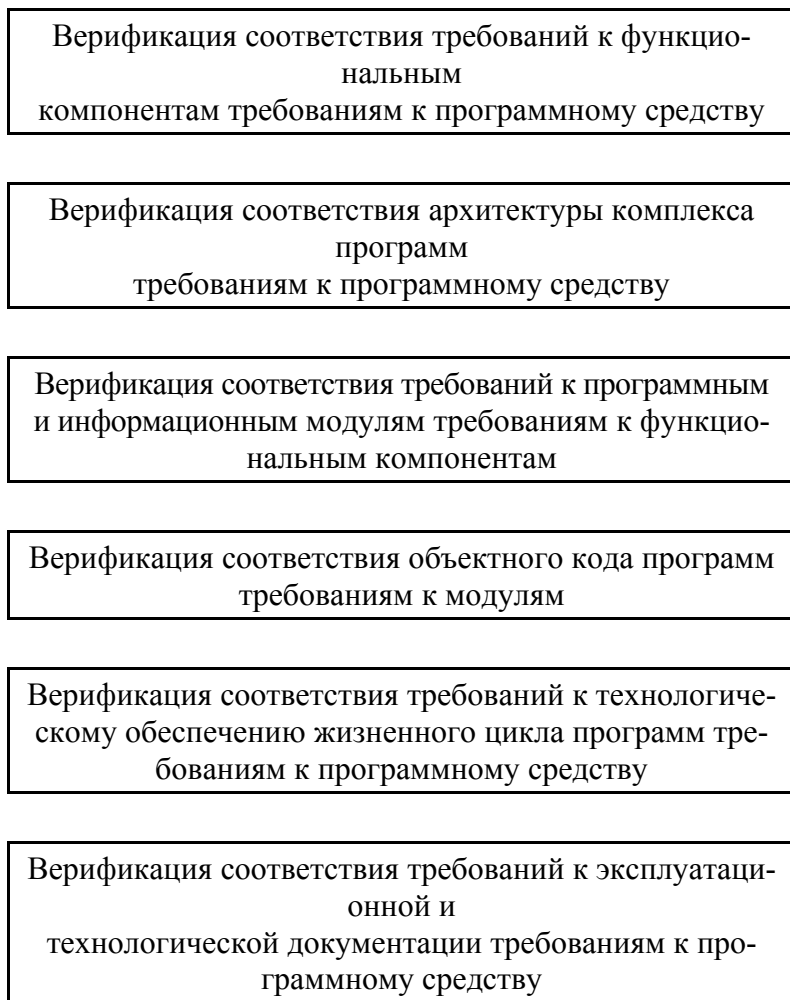 Верификация соответствия требований к функцио-
нальным
компонентам требованиям к программному средству
Верификация соответствия архитектуры комплекса
программ
требованиям к программному средству
Верификация соответствия требований к программным
и информационным модулям требованиям к функцио-
нальным компонентам
Верификация соответствия объектного кода программ
требованиям к модулям
Верификация соответствия требований к технологиче-
скому обеспечению жизненного цикла программ тре-
бованиям к программному средству
Верификация соответствия требований к эксплуатаци-
онной и
технологической документации требованиям к про-
граммному средству